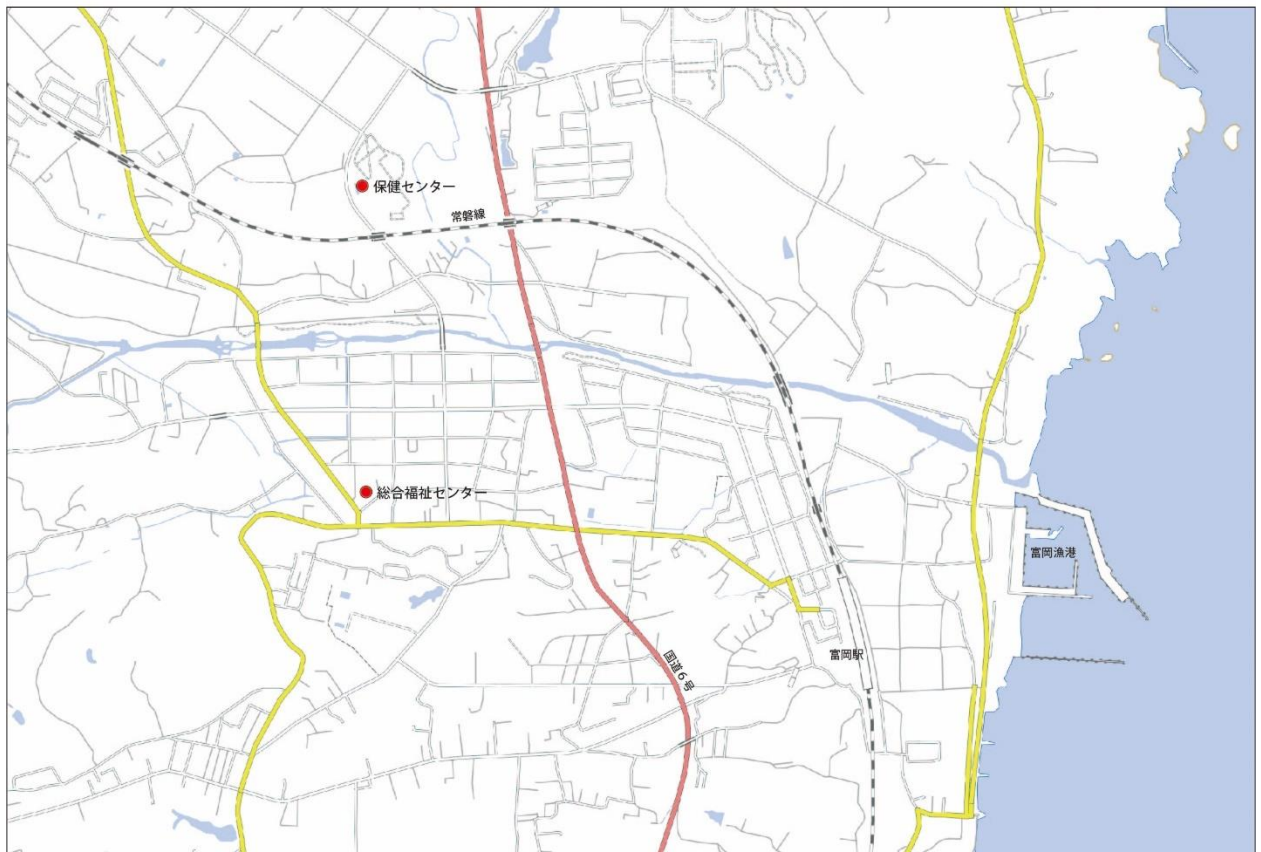 保健センター
常磐線
総合福祉センター
富岡漁港
富岡駅
国道6号